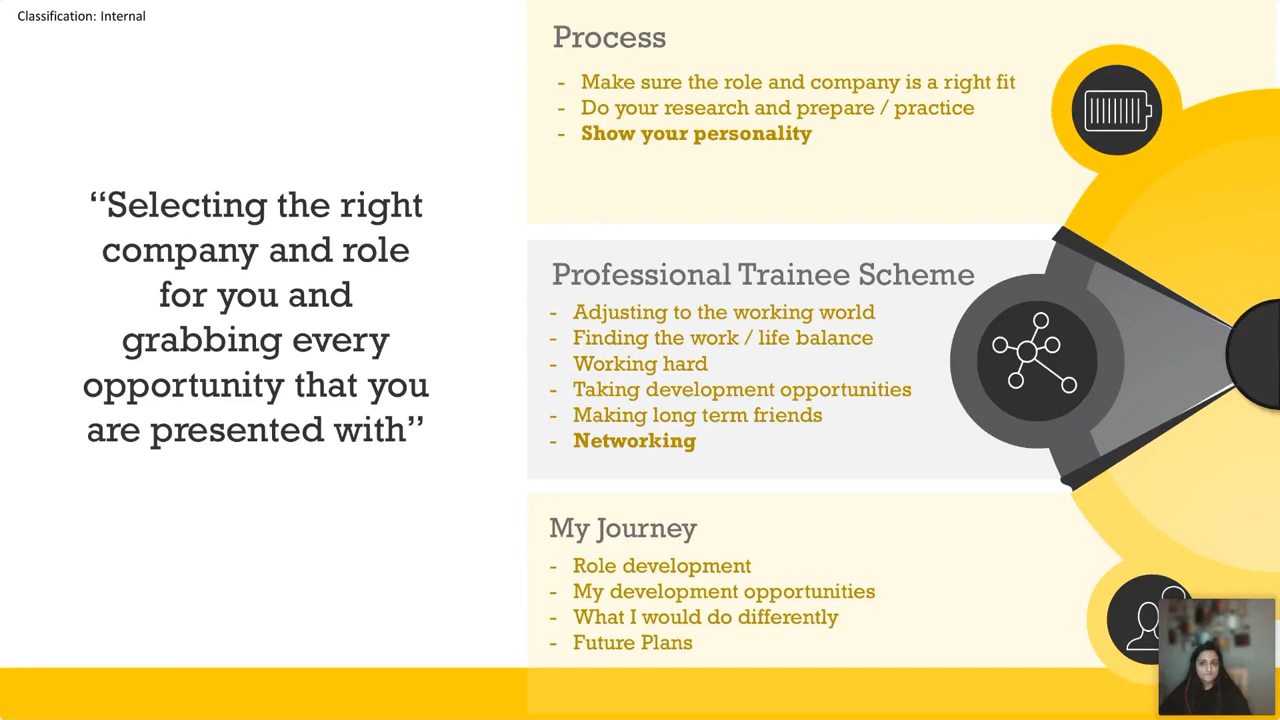 Classification: Internal
“Selecting the right
company and role
for you and
grabbing every
opportunity that you
are presented with”
Process
- Make sure the role and company is a right fit
- Do your research and prepare / practice
- Show your personality
Professional Trainee Scheme
- Adjusting to the working world
- Finding the work / life balance
- Working hard
- Taking development opportunities
- Making long term friends
- Networking
My Journey
- Role development
- My development opportunities
- What I would do differently
- Future Plans